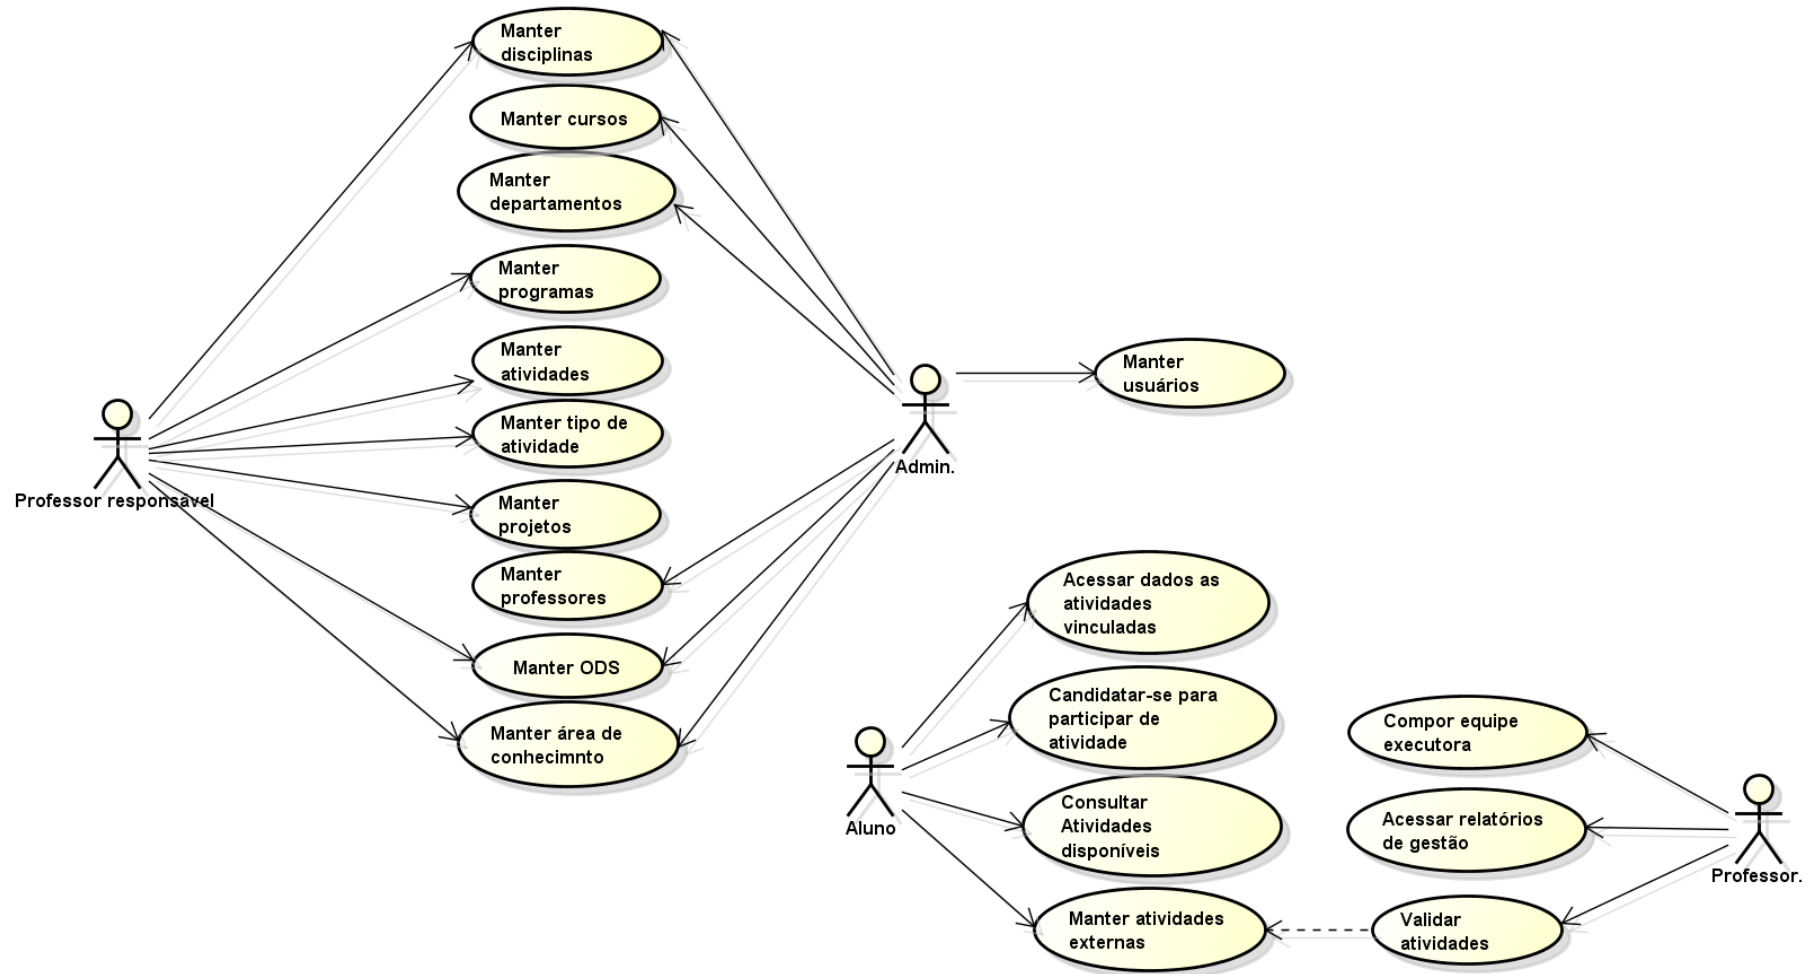 Manter
disciplinas
Manter cursos
Manter
departamentos
Manter
programas
Manter
atividades
Manter tipo de
atividade
Manter
projetos
Manter
professores
Manter ODS
Manter área de
conhecimnto
Professor responsável
Admin.
Manter
usuários
Acessar dados as
atividades
vinculadas
Candidatar-se para
participar de
atividade
Consultar
Atividades
disponíveis
Manter atividades
externas
Aluno
Compor equipe
executora
Acessar relatórios
de gestão
Validar
atividades
Professor.